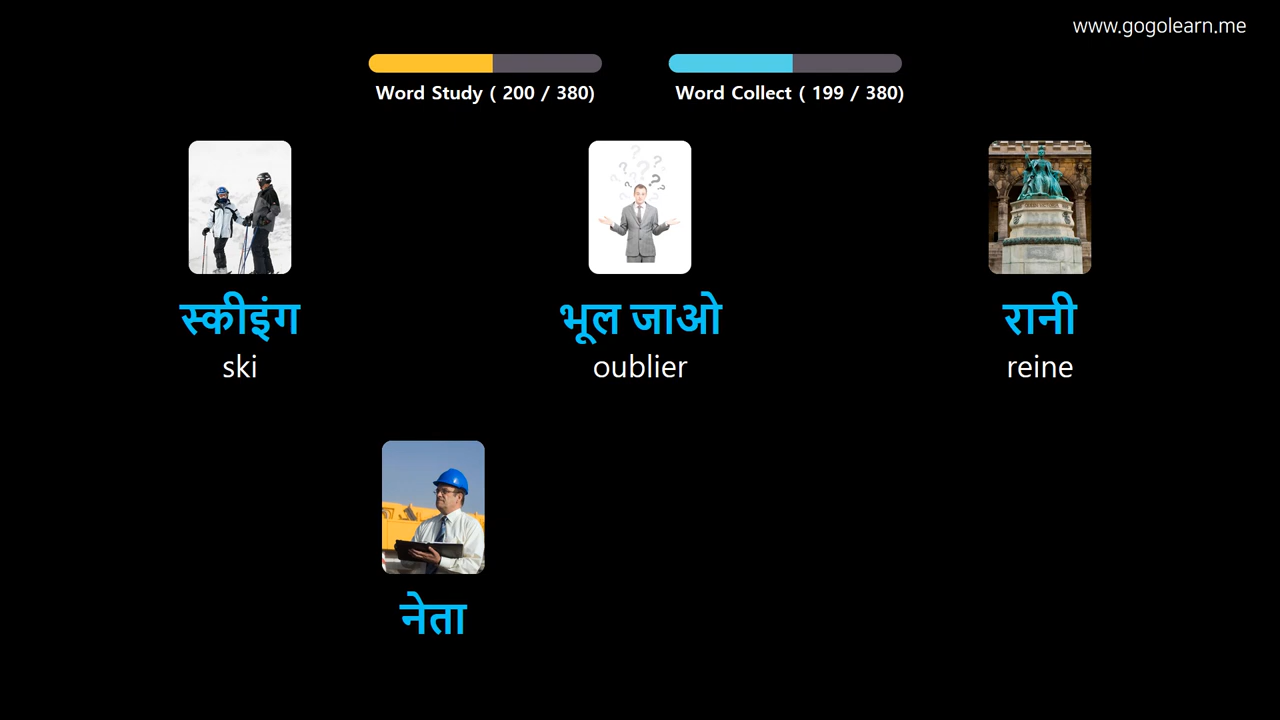 www.gogolearn.me
Word Study ( 200 / 380)
Word Collect ( 199 / 380)
स्कीइंग
ski
भूल जाओ
oublier
रानी
reine
नेता